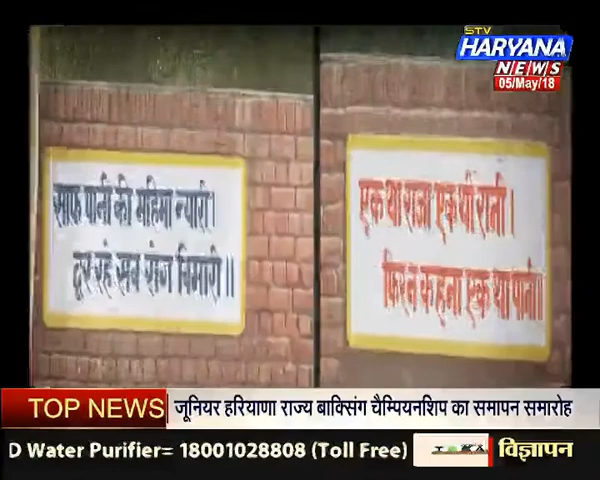 STV
HARYANA
NEWS
05/May/18
साफ पानी की महिमा न्यारी।
दूर रहे सब रोग बिमारी॥
एक था राजा एक थी रानी।
फिर न कहना एक था पानी॥
TOP NEWS
जूनियर हरियाणा राज्य बाक्सिंग चैम्पियनशिप का समापन समारोह
D Water Purifier= 18001028808 (Toll Free)
विज्ञापन